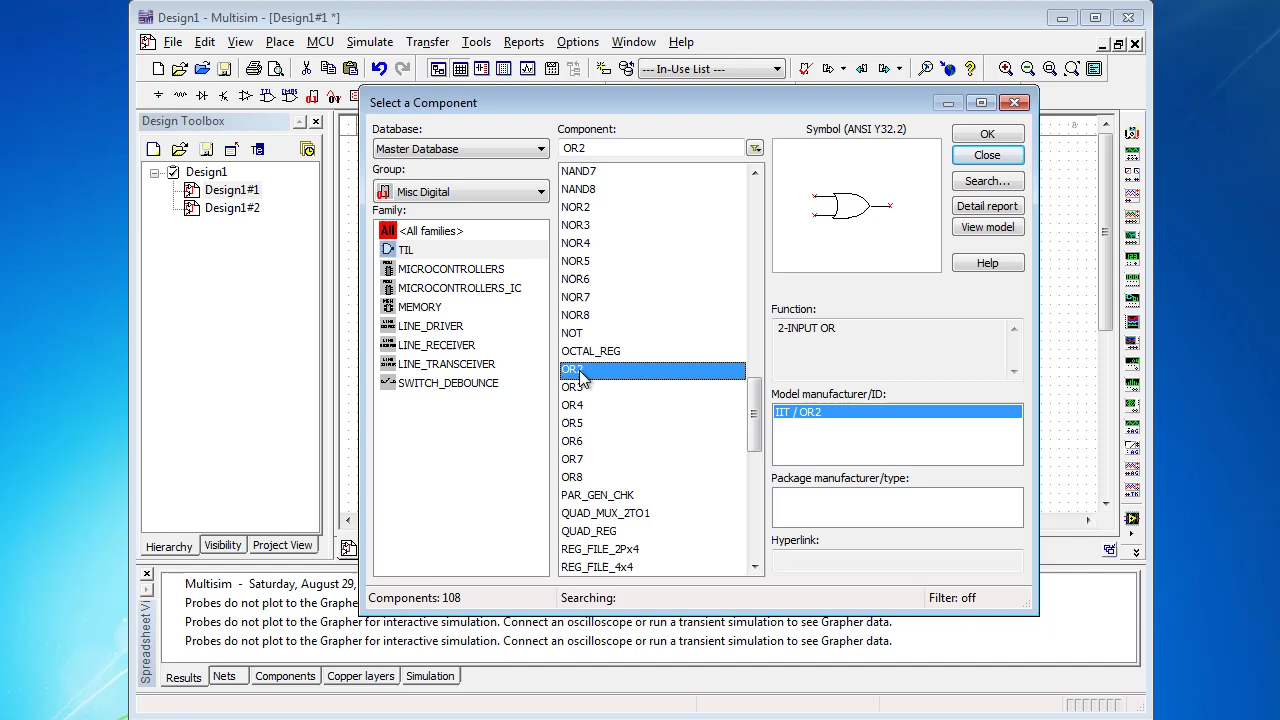 Design1 - Multisim - [Design1#1 *]
File Edit View Place MCU Simulate Transfer Tools Reports Options Window Help
--- In-Use List ---
Design Toolbox
Design1
Design1#1
Design1#2
Hierarchy Visibility Project View
Select a Component
Database:
Master Database
Group:
Misc Digital
Family:
All <All families>
TIL
MICROCONTROLLERS
MICROCONTROLLERS_IC
MEMORY
LINE_DRIVER
LINE_RECEIVER
LINE_TRANSCEIVER
SWITCH_DEBOUNCE
Component:
OR2
NAND7
NAND8
NOR2
NOR3
NOR4
NOR5
NOR6
NOR7
NOR8
NOT
OCTAL_REG
OR2
OR3
OR4
OR5
OR6
OR7
OR8
PAR_GEN_CHK
QUAD_MUX_2TO1
QUAD_REG
REG_FILE_2Px4
REG_FILE_4x4
Symbol (ANSI Y32.2)
OK
Close
Search...
Detail report
View model
Help
Function:
2-INPUT OR
Model manufacturer/ID:
IIT / OR2
Package manufacturer/type:
Hyperlink:
Components: 108 Searching: Filter: off
8
Spreadsheet Vi
Multisim - Saturday, August 29,
Probes do not plot to the Grapher
Probes do not plot to the Grapher for interactive simulation. Connect an oscilloscope or run a transient simulation to see Grapher data.
Probes do not plot to the Grapher for interactive simulation. Connect an oscilloscope or run a transient simulation to see Grapher data.
Results Nets Components Copper layers Simulation